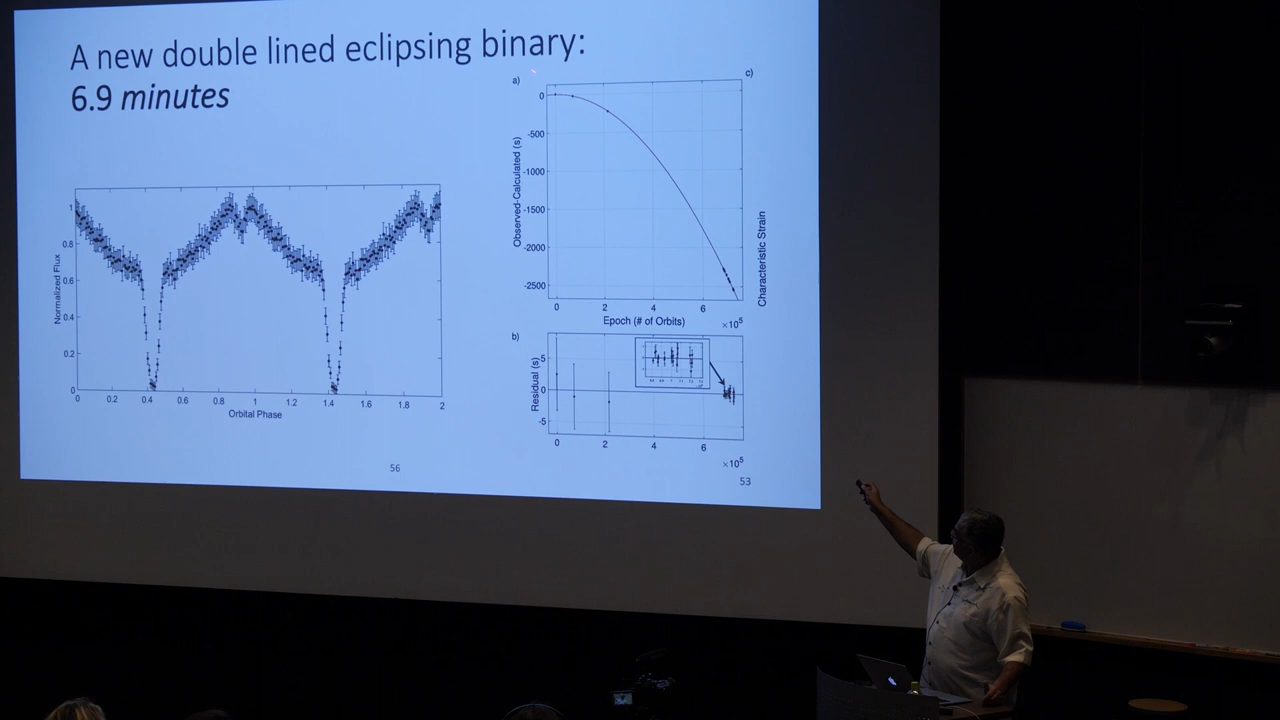 A new double lined eclipsing binary:
6.9 minutes
Normalized Flux
1
0.8
0.6
0.4
0.2
0
0 0.2 0.4 0.6 0.8 1 1.2 1.4 1.6 1.8 2
Orbital Phase
56
a)
Observed-Calculated (s)
0
-500
-1000
-1500
-2000
-2500
0 2 4 6
Epoch (# of Orbits) ×10⁵
b)
Residual (s)
5
0
-5
0 2 4 6
×10⁵
c)
Characteristic Strain
53